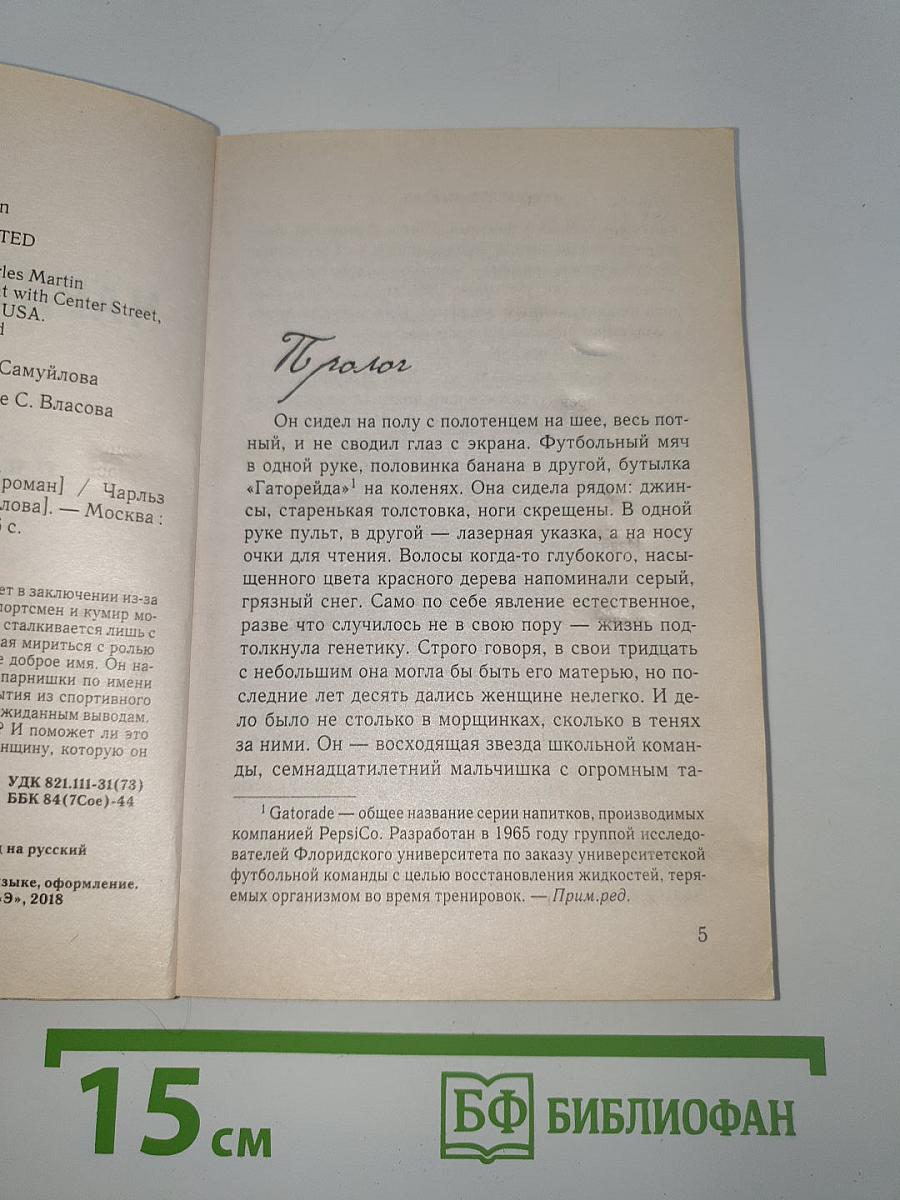 TED
rles Martin
t with Center Street,
USA.
d
Самуйлова
е С. Власова
роман] / Чарльз
лова]. — Москва :
с.
ет в заключении из-за
портсмен и кумир мо-
сталкивается лишь с
ая мириться с ролью
е доброе имя. Он на-
парнишки по имени
ытия из спортивного
жиданным выводам.
? И поможет ли это
нщину, которую он
УДК 821.111-31(73)
ББК 84(7Сое)-44
на русский
зыке, оформление.
«Э», 2018
Пролог
Он сидел на полу с полотенцем на шее, весь пот-
ный, и не сводил глаз с экрана. Футбольный мяч
в одной руке, половинка банана в другой, бутылка
«Гаторейда»¹ на коленях. Она сидела рядом: джин-
сы, старенькая толстовка, ноги скрещены. В одной
руке пульт, в другой — лазерная указка, а на носу
очки для чтения. Волосы когда-то глубокого, насы-
щенного цвета красного дерева напоминали серый,
грязный снег. Само по себе явление естественное,
разве что случилось не в свою пору — жизнь под-
толкнула генетику. Строго говоря, в свои тридцать
с небольшим она могла бы быть его матерью, но по-
следние лет десять дались женщине нелегко. И де-
ло было не столько в морщинках, сколько в тенях
за ними. Он — восходящая звезда школьной коман-
ды, семнадцатилетний мальчишка с огромным та-
¹ Gatorade — общее название серии напитков, производимых
компанией PepsiCo. Разработан в 1965 году группой исследо-
вателей Флоридского университета по заказу университетской
футбольной команды с целью восстановления жидкостей, теря-
емых организмом во время тренировок. — Прим.ред.
5
15 см
БФ БИБЛИОФАН